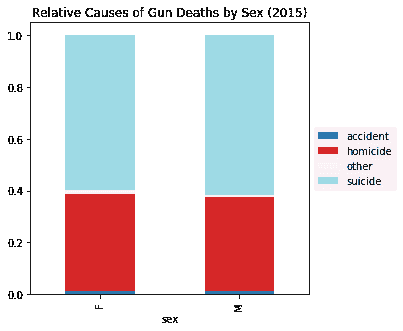 Relative Causes of Gun Deaths by Sex (2015)
1.0
0.8
0.6
0.4
0.2
0.0
F
M
sex
accident
homicide
other
suicide